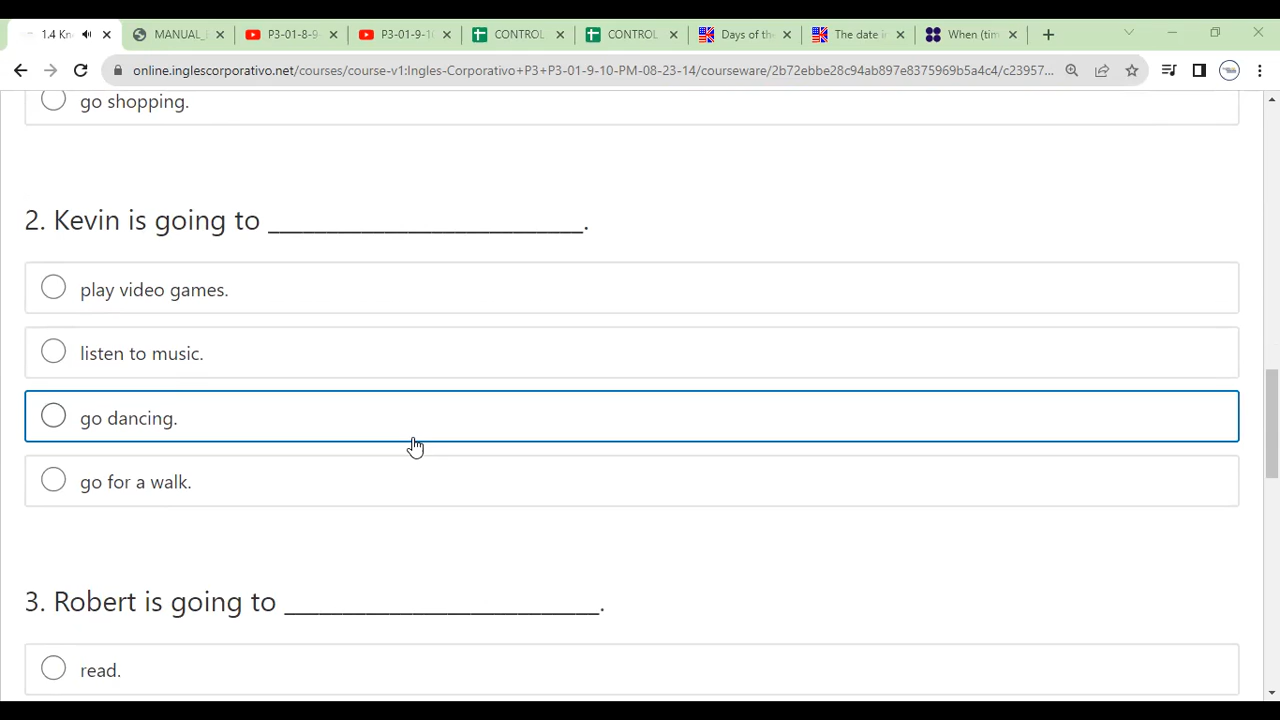 1.4 Kn
MANUAL_
P3-01-8-9
P3-01-9-1
CONTROL
CONTROL
Days of th
The date i
When (tim
online.inglescorporativo.net/courses/course-v1:Ingles-Corporativo+P3+P3-01-9-10-PM-08-23-14/courseware/2b72ebbe28c94ab897e8375969b5a4c4/c23957...
go shopping.
2. Kevin is going to _________________________.
play video games.
listen to music.
go dancing.
go for a walk.
3. Robert is going to _________________________.
read.